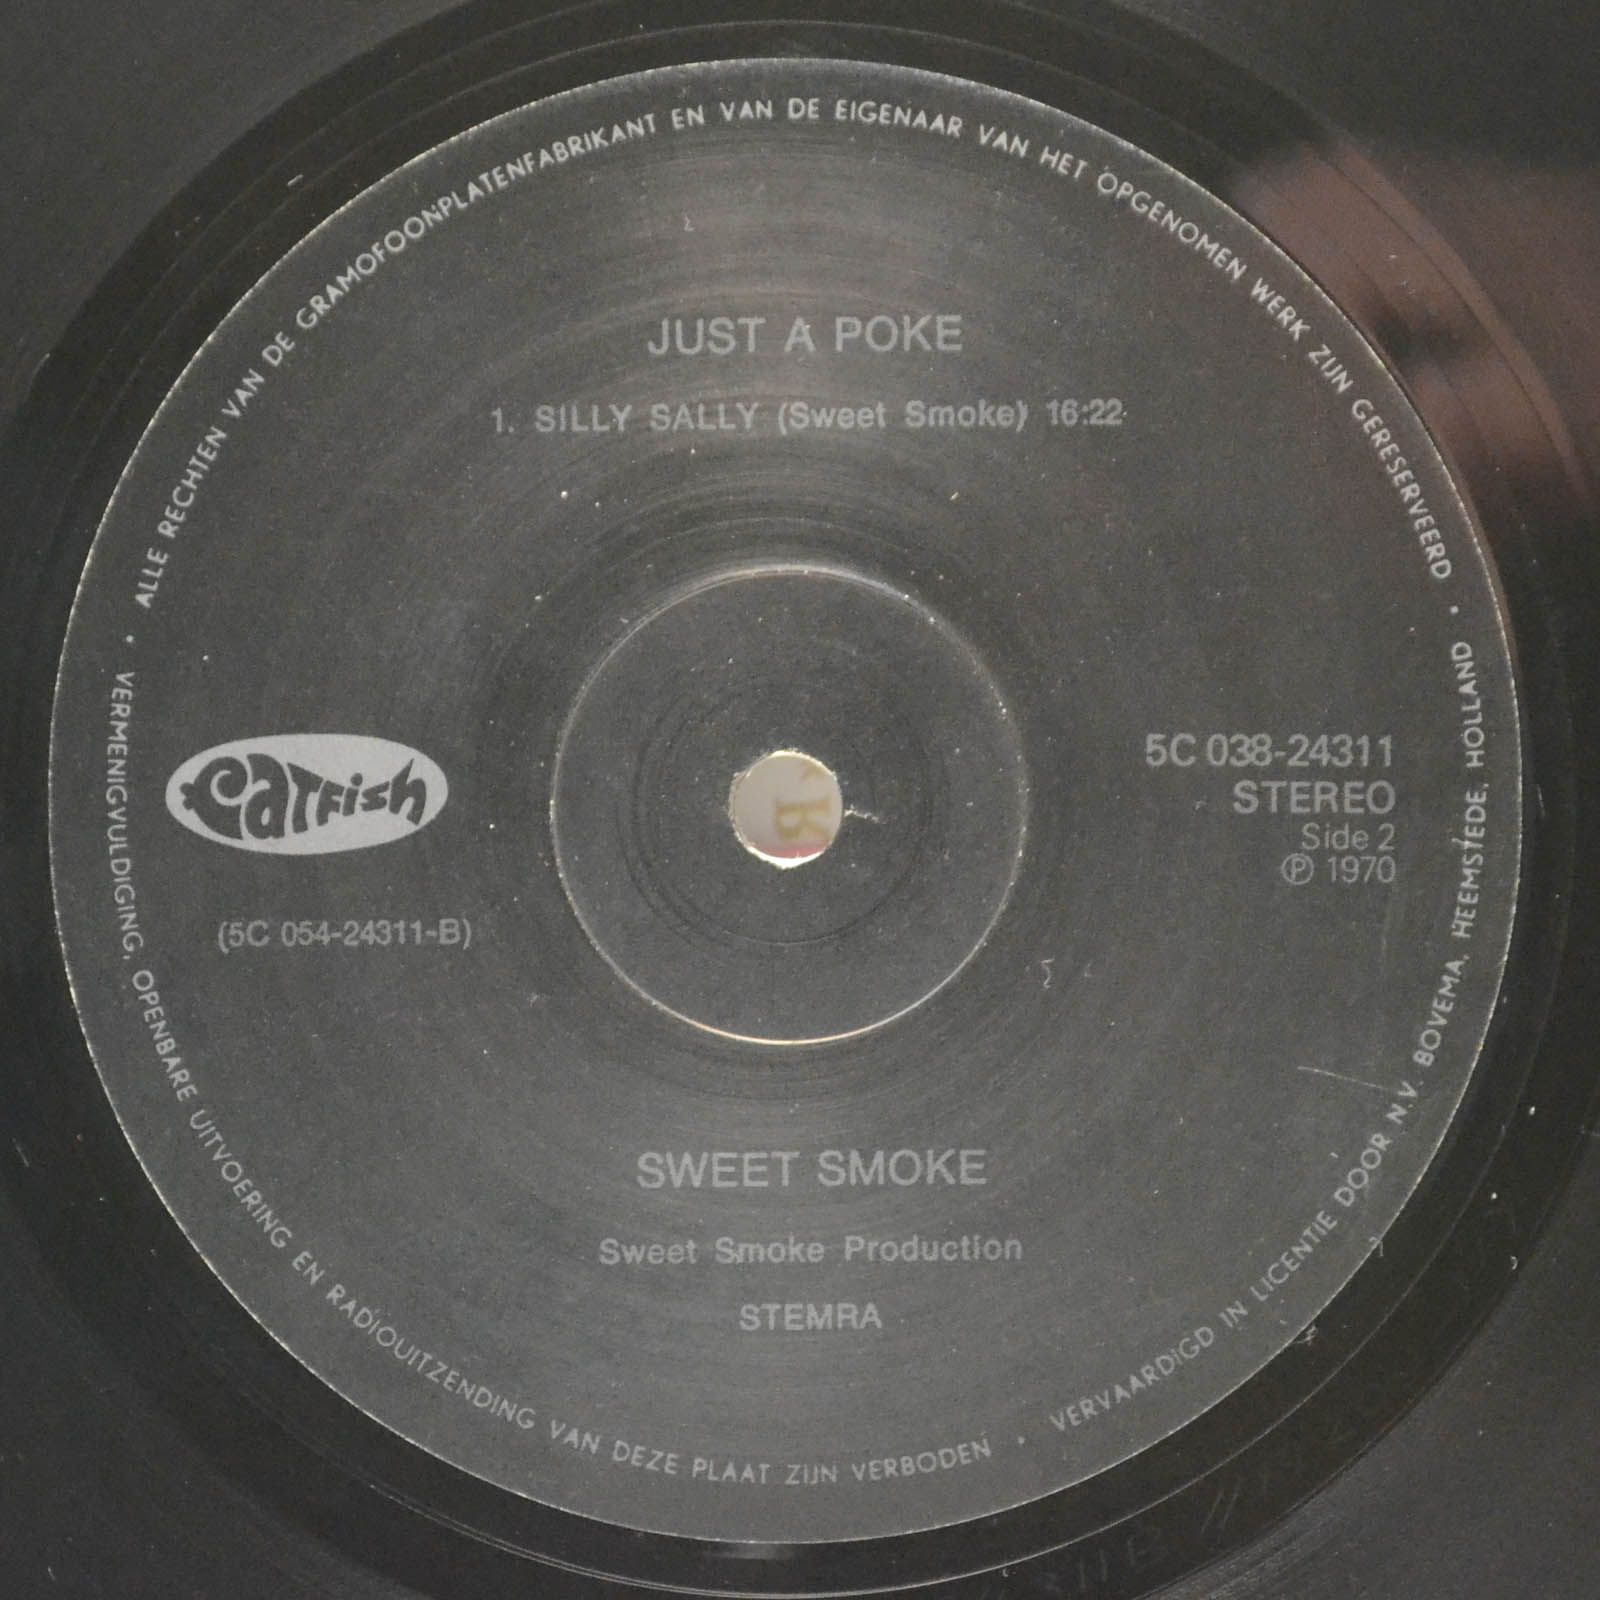 ALLE RECHTEN VAN DE GRAMOFOONPLATENFABRIKANT EN VAN DE EIGENAAR VAN HET OPGENOMEN WERK ZIJN GERESERVEERD •
JUST A POKE
1. SILLY SALLY (Sweet Smoke) 16:22
Catfish
5C 038-24311
STEREO
Side 2
℗ 1970
(5C 054-24311-B)
SWEET SMOKE
Sweet Smoke Production
STEMRA
• VERMENIGVULDIGING, OPENBARE UITVOERING EN RADIOUITZENDING VAN DEZE PLAAT ZIJN VERBODEN •
VERVAARDIGD IN LICENTIE DOOR N.V. BOVEMA, HEEMSTEDE, HOLLAND